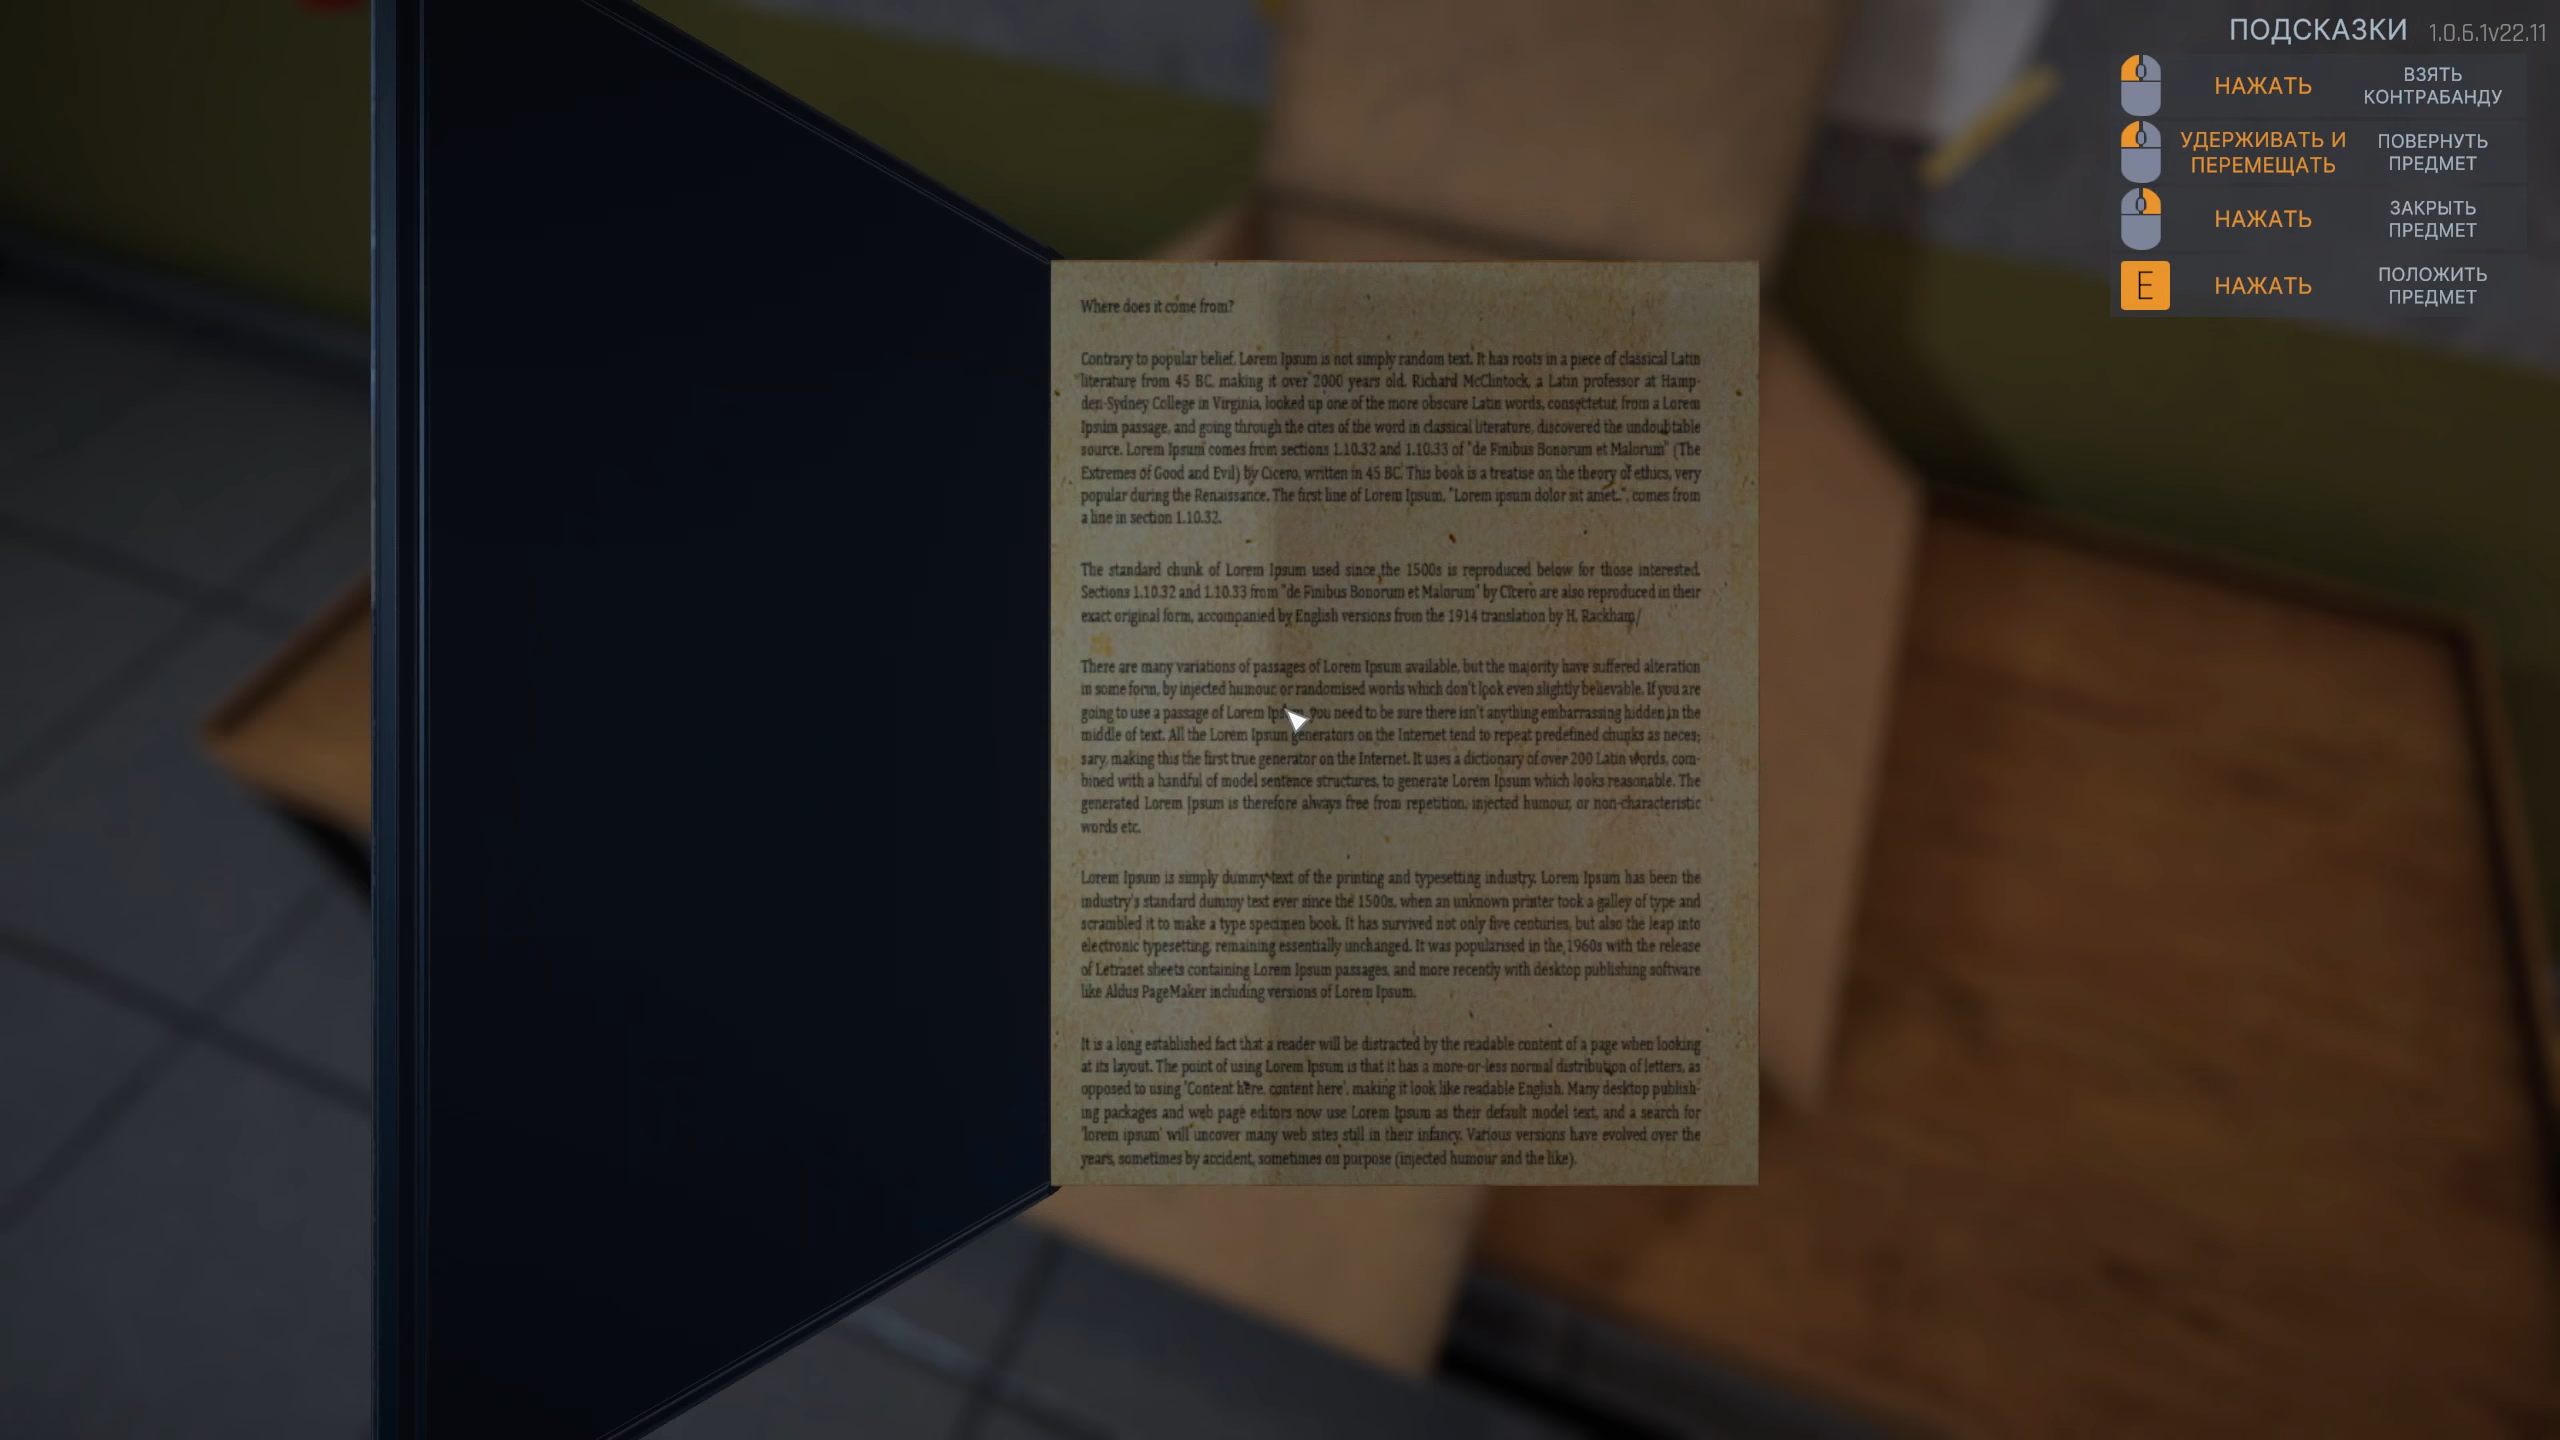 ПОДСКАЗКИ 1.0.6.1v22.11
НАЖАТЬ ВЗЯТЬ КОНТРАБАНДУ
УДЕРЖИВАТЬ И ПЕРЕМЕЩАТЬ ПОВЕРНУТЬ ПРЕДМЕТ
НАЖАТЬ ЗАКРЫТЬ ПРЕДМЕТ
E НАЖАТЬ ПОЛОЖИТЬ ПРЕДМЕТ
Where does it come from?
Contrary to popular belief, Lorem Ipsum is not simply random text. It has roots in a piece of classical Latin
literature from 45 BC, making it over 2000 years old. Richard McClintock, a Latin professor at Hamp-
den-Sydney College in Virginia, looked up one of the more obscure Latin words, consectetur, from a Lorem
Ipsum passage, and going through the cites of the word in classical literature, discovered the undoubtable
source. Lorem Ipsum comes from sections 1.10.32 and 1.10.33 of "de Finibus Bonorum et Malorum" (The
Extremes of Good and Evil) by Cicero, written in 45 BC. This book is a treatise on the theory of ethics, very
popular during the Renaissance. The first line of Lorem Ipsum, "Lorem ipsum dolor sit amet..", comes from
a line in section 1.10.32.
The standard chunk of Lorem Ipsum used since the 1500s is reproduced below for those interested.
Sections 1.10.32 and 1.10.33 from "de Finibus Bonorum et Malorum" by Cicero are also reproduced in their
exact original form, accompanied by English versions from the 1914 translation by H. Rackham/
There are many variations of passages of Lorem Ipsum available, but the majority have suffered alteration
in some form, by injected humour, or randomised words which don't look even slightly believable. If you are
going to use a passage of Lorem Ipsum, you need to be sure there isn't anything embarrassing hidden in the
middle of text. All the Lorem Ipsum generators on the Internet tend to repeat predefined chunks as neces-
sary, making this the first true generator on the Internet. It uses a dictionary of over 200 Latin words, com-
bined with a handful of model sentence structures, to generate Lorem Ipsum which looks reasonable. The
generated Lorem Ipsum is therefore always free from repetition, injected humour, or non-characteristic
words etc.
Lorem Ipsum is simply dummy text of the printing and typesetting industry. Lorem Ipsum has been the
industry's standard dummy text ever since the 1500s, when an unknown printer took a galley of type and
scrambled it to make a type specimen book. It has survived not only five centuries, but also the leap into
electronic typesetting, remaining essentially unchanged. It was popularised in the 1960s with the release
of Letraset sheets containing Lorem Ipsum passages, and more recently with desktop publishing software
like Aldus PageMaker including versions of Lorem Ipsum.
It is a long established fact that a reader will be distracted by the readable content of a page when looking
at its layout. The point of using Lorem Ipsum is that it has a more-or-less normal distribution of letters, as
opposed to using 'Content here, content here', making it look like readable English. Many desktop publish-
ing packages and web page editors now use Lorem Ipsum as their default model text, and a search for
'lorem ipsum' will uncover many web sites still in their infancy. Various versions have evolved over the
years, sometimes by accident, sometimes on purpose (injected humour and the like).